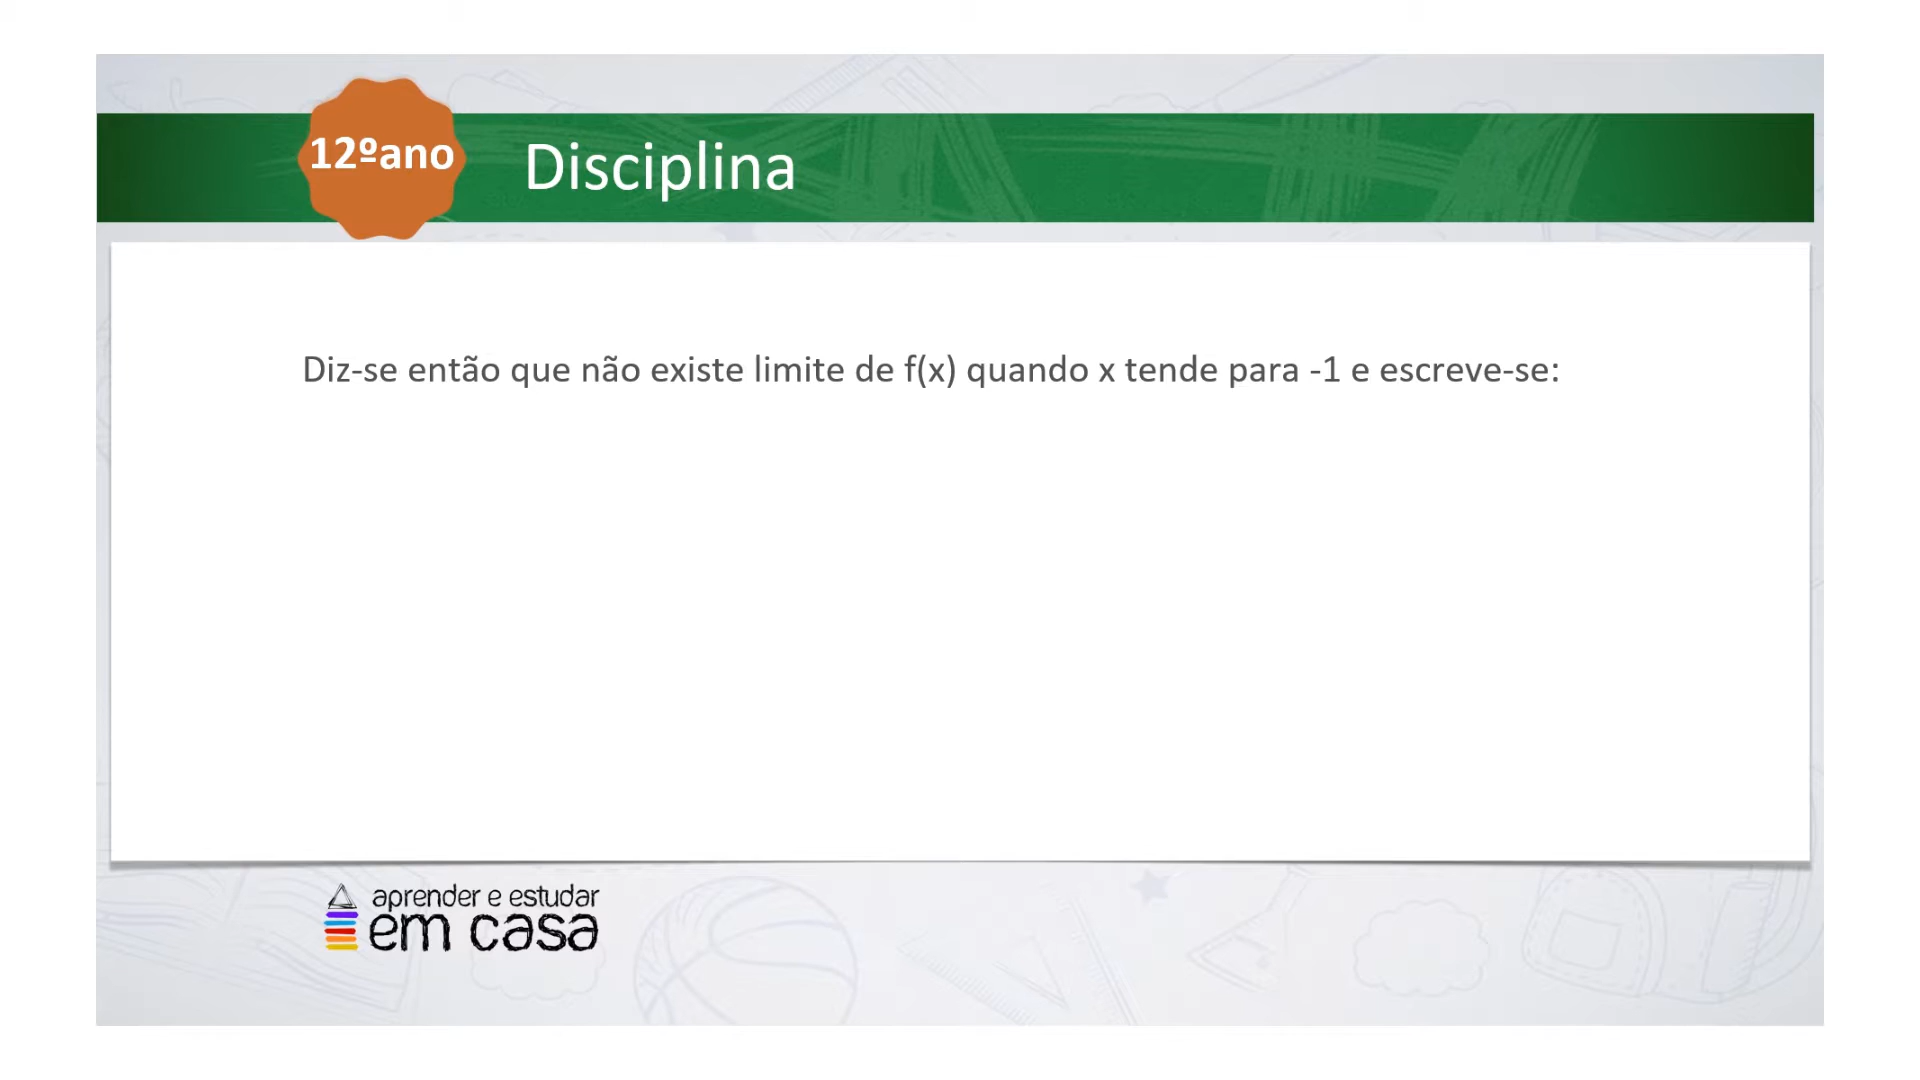 12ºano
Disciplina
Diz-se então que não existe limite de f(x) quando x tende para -1 e escreve-se:
aprender e estudar
em casa